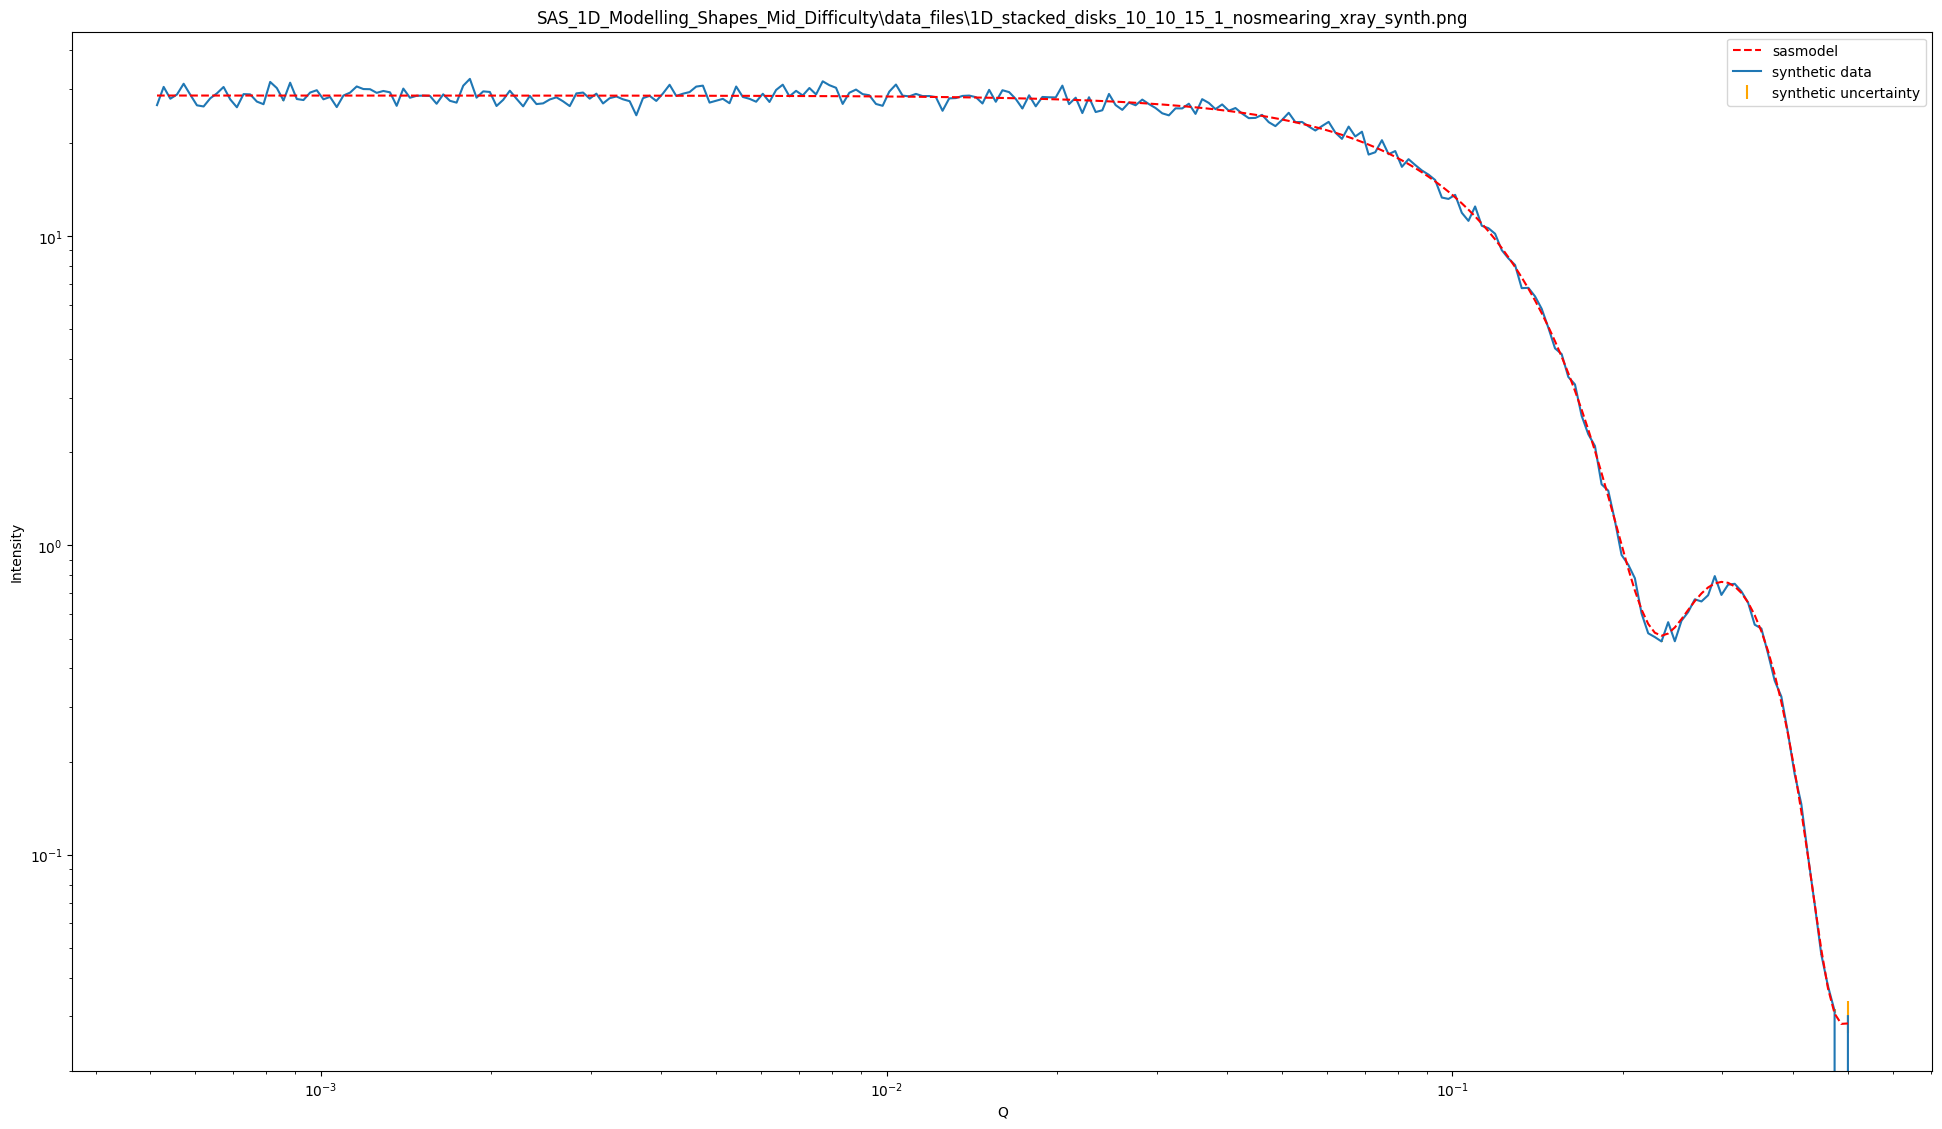 SAS_1D_Modelling_Shapes_Mid_Difficulty\data_files\1D_stacked_disks_10_10_15_1_nosmearing_xray_synth.png
sasmodel
synthetic data
synthetic uncertainty
Intensity
10¹
10⁰
10⁻¹
10⁻³
10⁻²
10⁻¹
Q